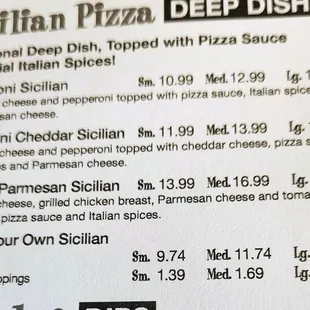 ilian Pizza DEEP DISH
onal Deep Dish, Topped with Pizza Sauce
ial Italian Spices!
oni Sicilian Sm. 10.99 Med. 12.99 Lg.
cheese and pepperoni topped with pizza sauce, Italian spice
san cheese.
ni Cheddar Sicilian Sm. 11.99 Med. 13.99 Lg.
cheese and pepperoni topped with cheddar cheese, pizza s
s and Parmesan cheese.
Parmesan Sicilian Sm. 13.99 Med. 16.99 Lg.
cheese, grilled chicken breast, Parmesan cheese and toma
pizza sauce and Italian spices.
our Own Sicilian
Sm. 9.74 Med. 11.74 Lg.
ppings Sm. 1.39 Med. 1.69 Lg.